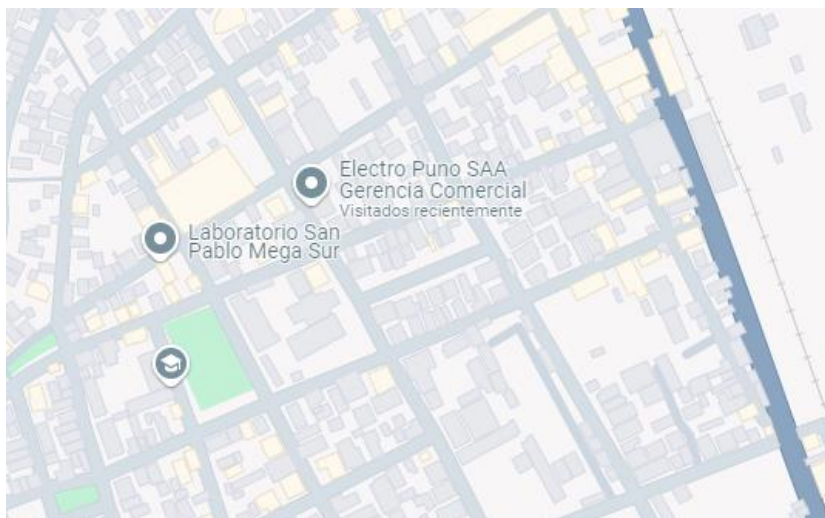 Electro Puno SAA
Gerencia Comercial
Visitados recientemente
Laboratorio San
Pablo Mega Sur